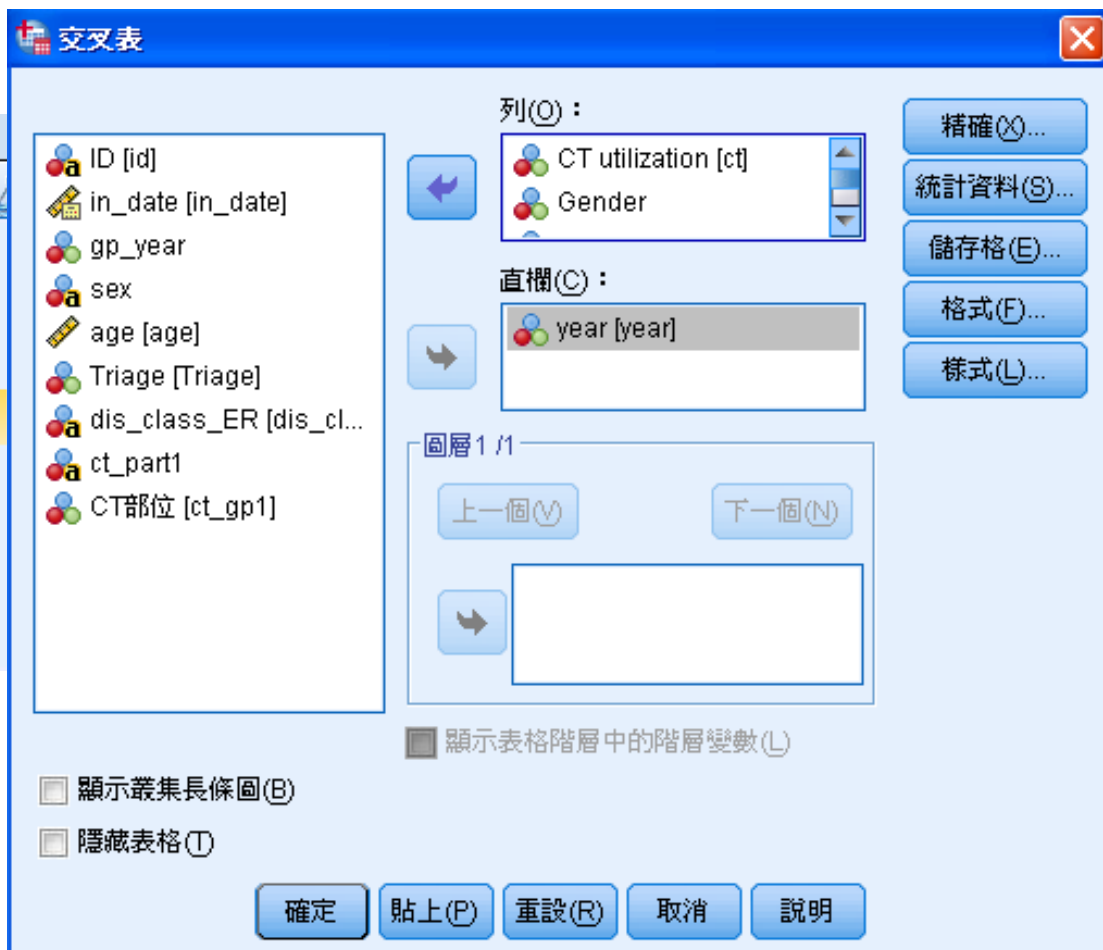 交叉表
列(O)：
CT utilization [ct]
Gender
ID [id]
in_date [in_date]
gp_year
sex
age [age]
Triage [Triage]
dis_class_ER [dis_cl...
ct_part1
CT部位 [ct_gp1]
直欄(C)：
year [year]
圖層1 /1
上一個(V)
下一個(N)
顯示表格階層中的階層變數(L)
精確(X)...
統計資料(S)...
儲存格(E)...
格式(F)...
樣式(L)...
顯示叢集長條圖(B)
隱藏表格(T)
確定
貼上(P)
重設(R)
取消
說明